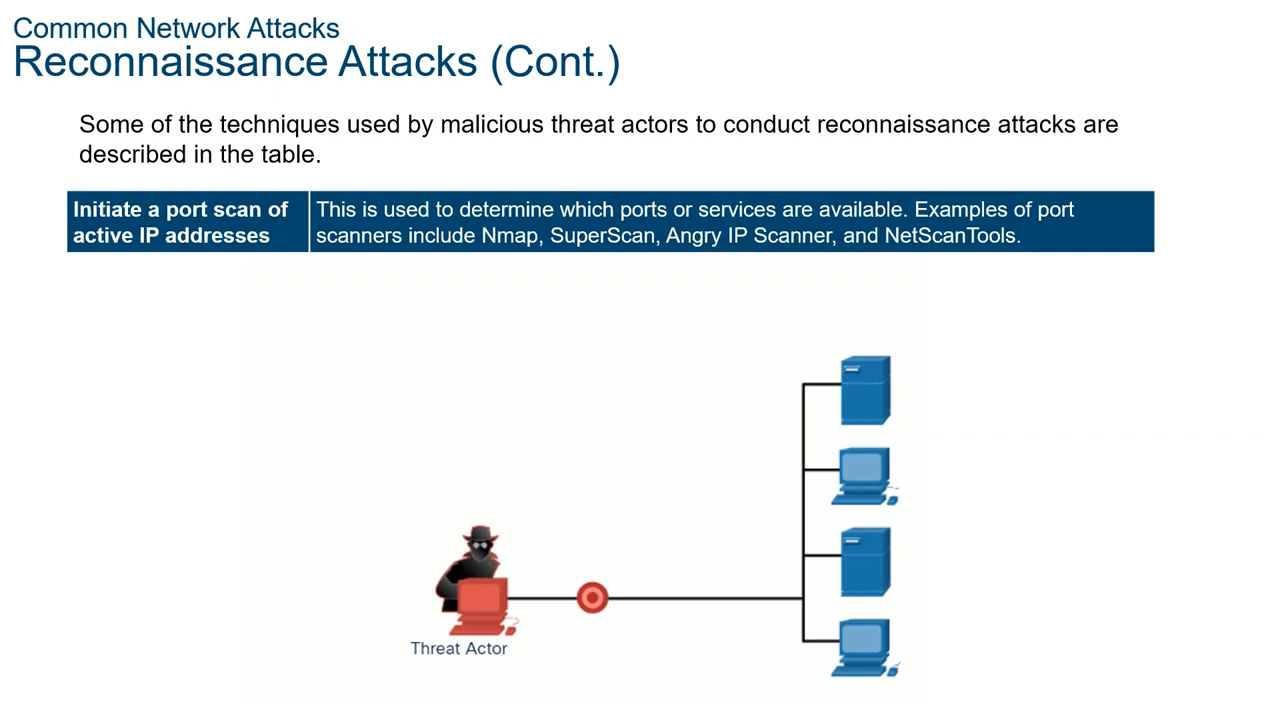 Common Network Attacks
Reconnaissance Attacks (Cont.)
Some of the techniques used by malicious threat actors to conduct reconnaissance attacks are
described in the table.
Initiate a port scan of
active IP addresses
This is used to determine which ports or services are available. Examples of port
scanners include Nmap, SuperScan, Angry IP Scanner, and NetScanTools.
Threat Actor